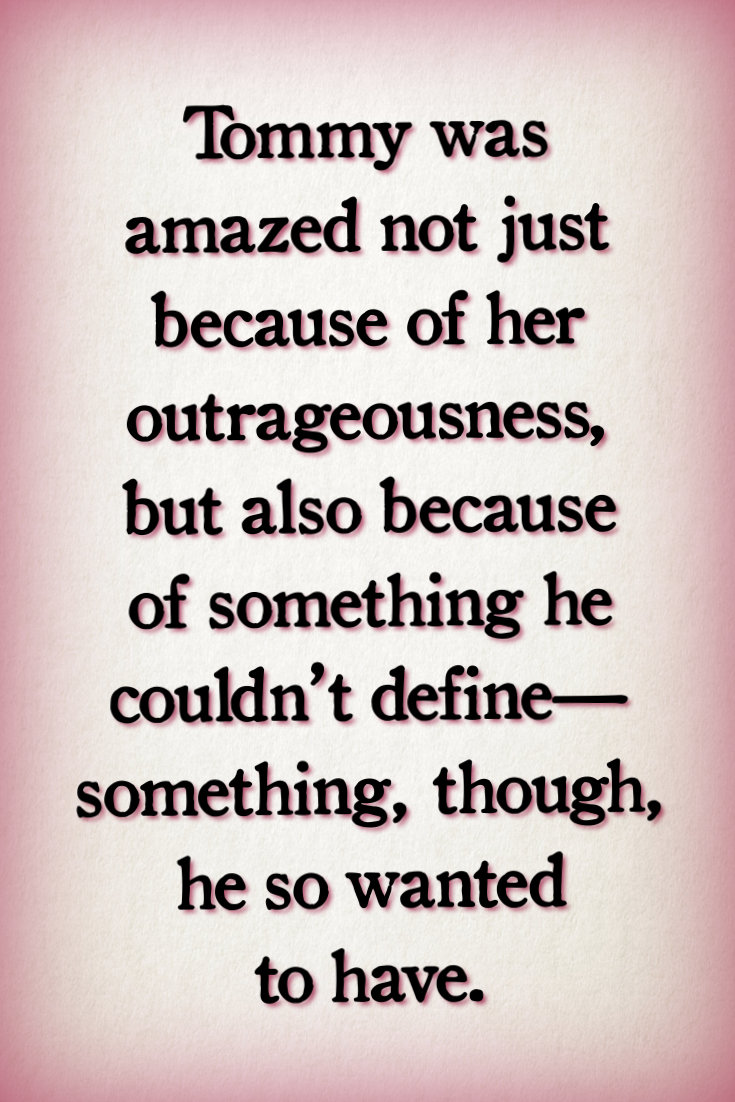 Tommy was
amazed not just
because of her
outrageousness,
but also because
of something he
couldn’t define—
something, though,
he so wanted
to have.